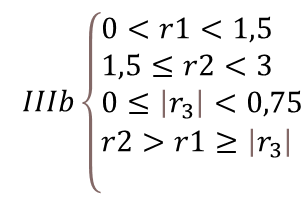 0 < r1 < 1,5
1,5 ≤ r2 < 3
IIIb
0 ≤ |r₃| < 0,75
r2 > r1 ≥ |r₃|